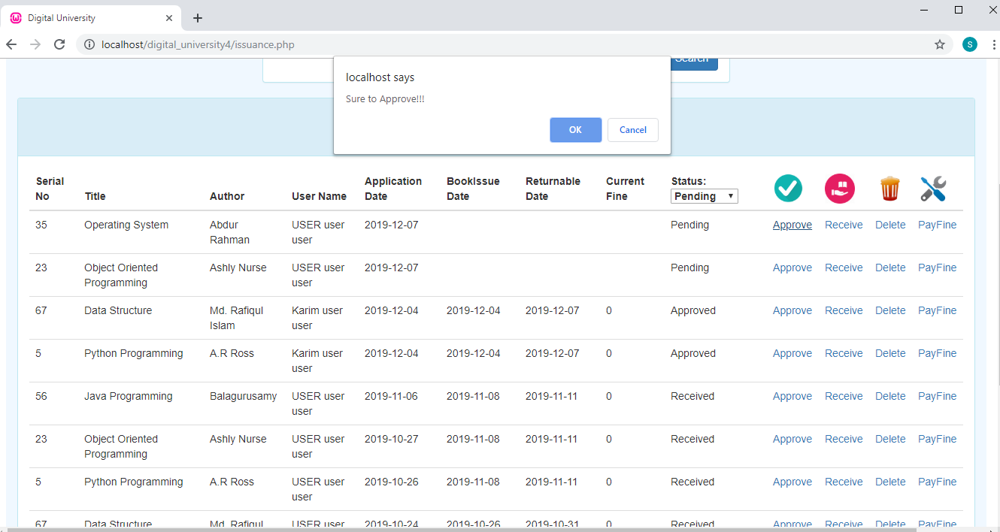 Digital University
localhost/digital_university4/issuance.php
S
Search
localhost says
Sure to Approve!!!
OK Cancel
Serial No Title Author User Name Application Date BookIssue Date Returnable Date Current Fine Status: Pending
35 Operating System Abdur Rahman USER user user 2019-12-07 Pending Approve Receive Delete PayFine
23 Object Oriented Programming Ashly Nurse USER user user 2019-12-07 Pending Approve Receive Delete PayFine
67 Data Structure Md. Rafiqul Islam Karim user user 2019-12-04 2019-12-04 2019-12-07 0 Approved Approve Receive Delete PayFine
5 Python Programming A.R Ross Karim user user 2019-12-04 2019-12-04 2019-12-07 0 Approved Approve Receive Delete PayFine
56 Java Programming Balagurusamy USER user user 2019-11-06 2019-11-08 2019-11-11 0 Received Approve Receive Delete PayFine
23 Object Oriented Programming Ashly Nurse USER user user 2019-10-27 2019-11-08 2019-11-11 0 Received Approve Receive Delete PayFine
5 Python Programming A.R Ross USER user user 2019-10-26 2019-11-08 2019-11-11 0 Received Approve Receive Delete PayFine
67 Data Structure Md. Rafiqul USER user 2019-10-24 2019-10-26 2019-10-31 0 Received Approve Receive Delete PayFine